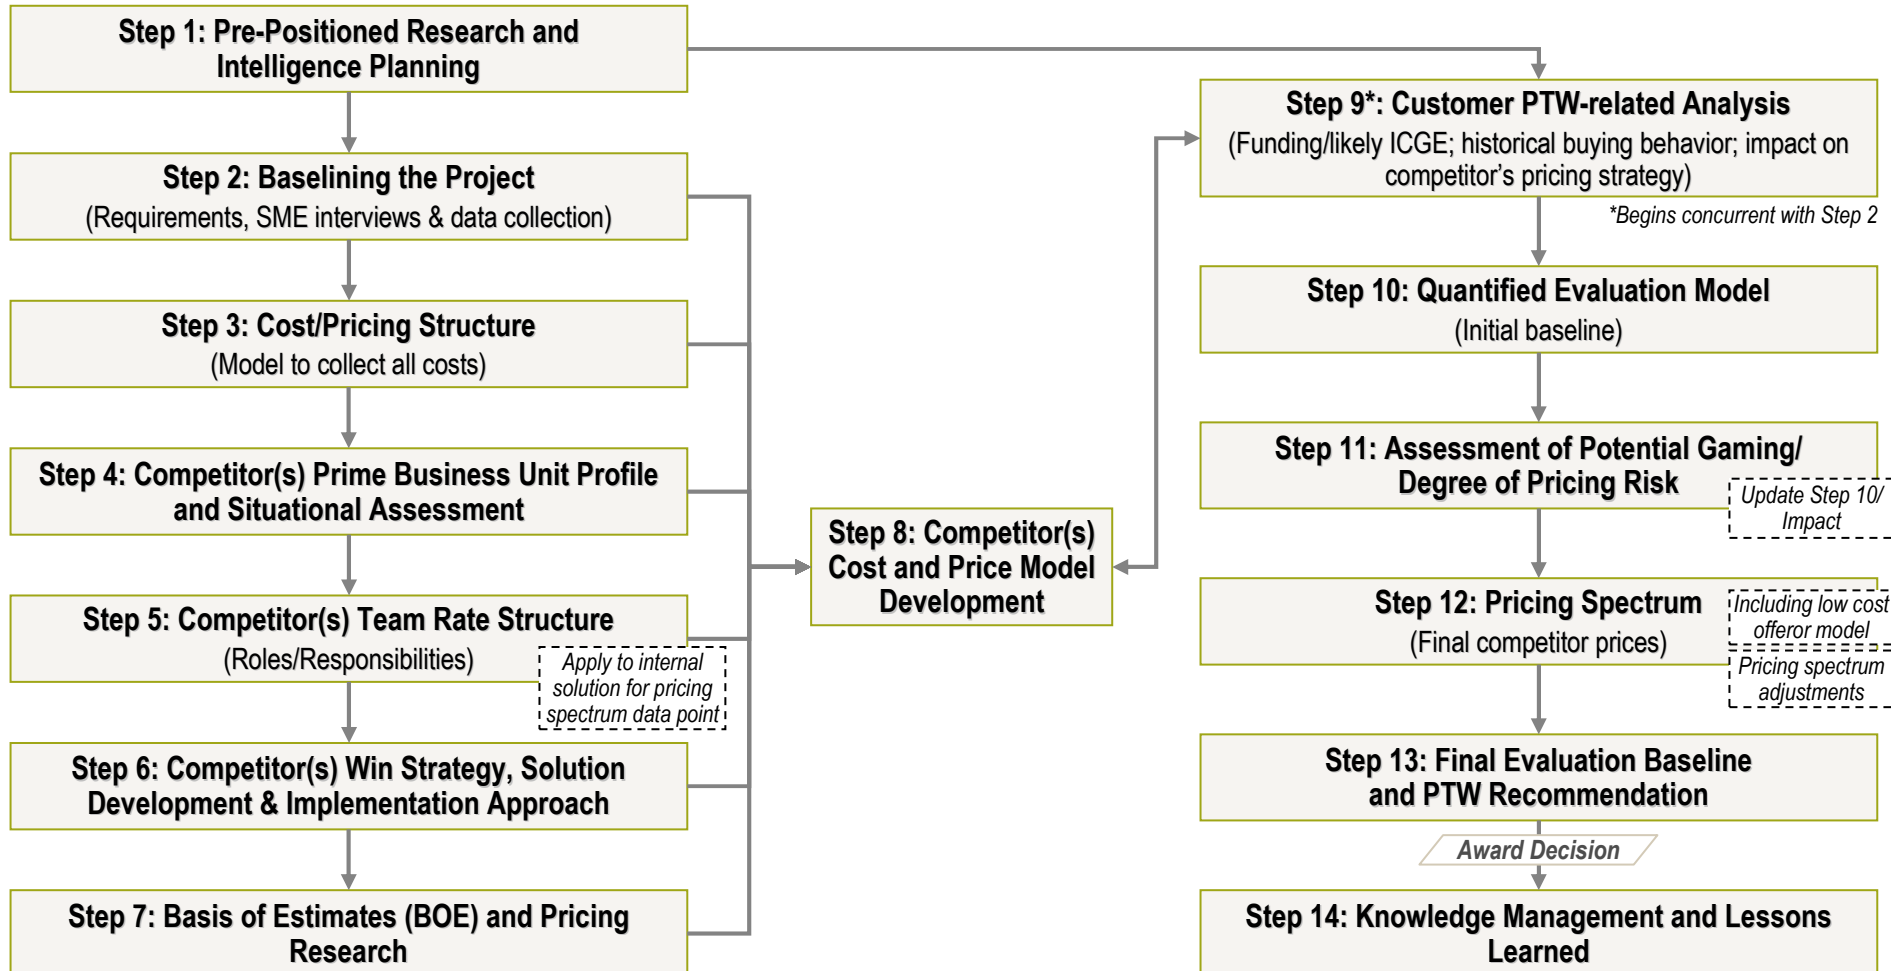 Step 1: Pre-Positioned Research and
Intelligence Planning
Step 2: Baselining the Project
(Requirements, SME interviews & data collection)
Step 3: Cost/Pricing Structure
(Model to collect all costs)
Step 4: Competitor(s) Prime Business Unit Profile
and Situational Assessment
Step 5: Competitor(s) Team Rate Structure
(Roles/Responsibilities)
Apply to internal
solution for pricing
spectrum data point
Step 6: Competitor(s) Win Strategy, Solution
Development & Implementation Approach
Step 7: Basis of Estimates (BOE) and Pricing
Research
Step 8: Competitor(s)
Cost and Price Model
Development
Step 9*: Customer PTW-related Analysis
(Funding/likely ICGE; historical buying behavior; impact on
competitor's pricing strategy)
*Begins concurrent with Step 2
Step 10: Quantified Evaluation Model
(Initial baseline)
Step 11: Assessment of Potential Gaming/
Degree of Pricing Risk
Update Step 10/
Impact
Step 12: Pricing Spectrum
(Final competitor prices)
Including low cost
offeror model
Pricing spectrum
adjustments
Step 13: Final Evaluation Baseline
and PTW Recommendation
Award Decision
Step 14: Knowledge Management and Lessons
Learned